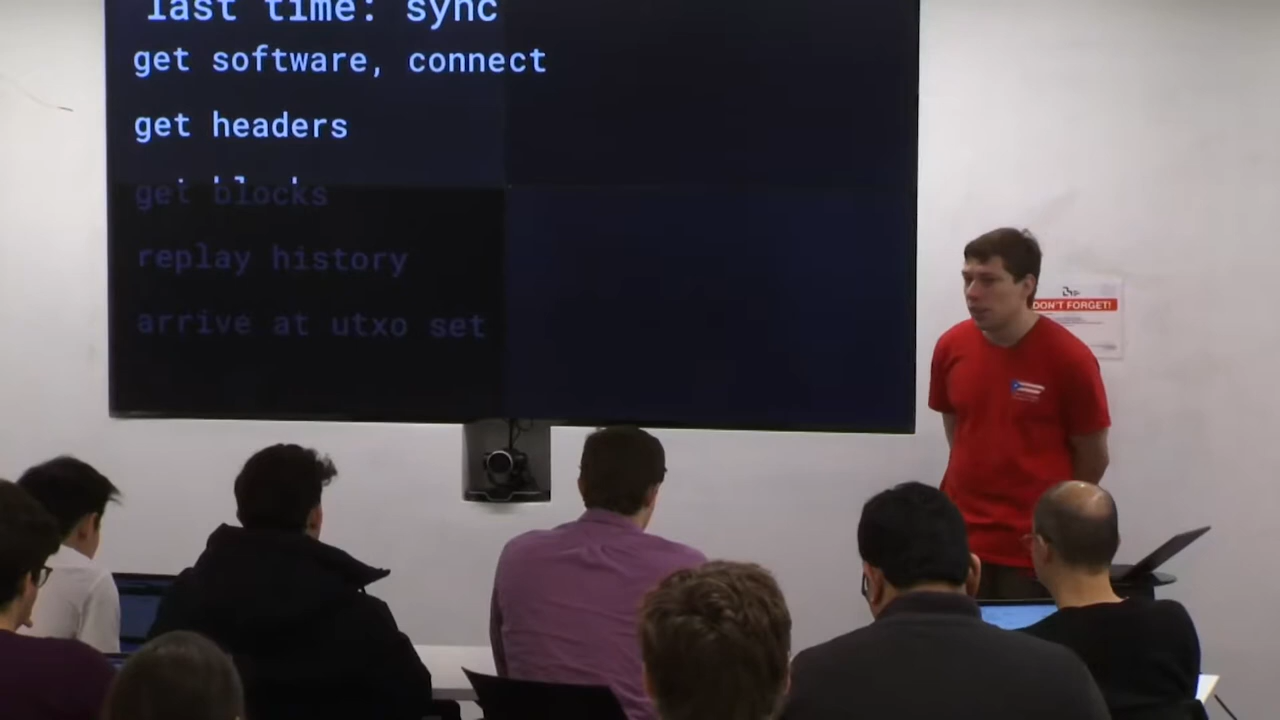 last time: sync
get software, connect
get headers
get blocks
replay history
arrive at utxo set
DON'T FORGET!